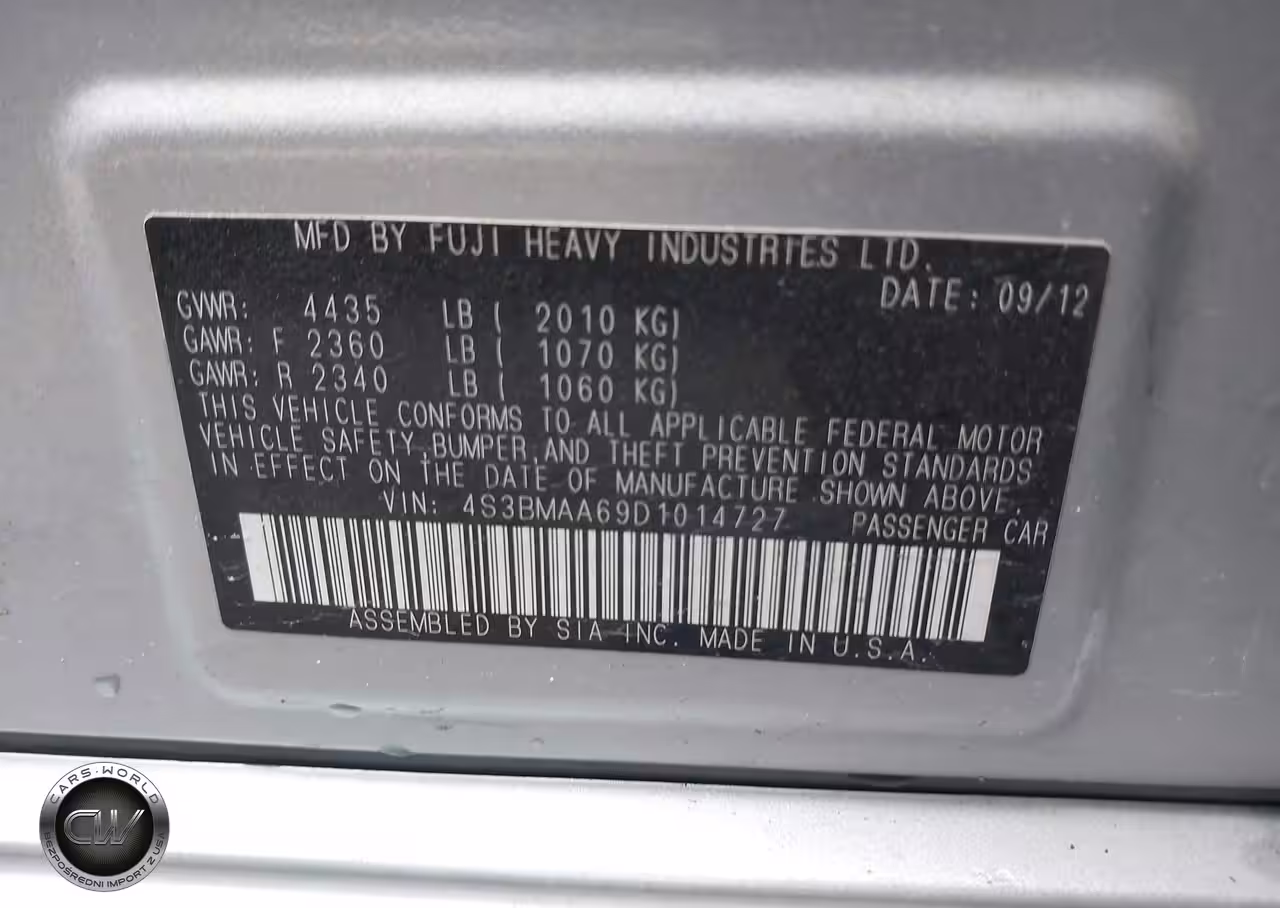 MFD BY FUJI HEAVY INDUSTRIES LTD.
DATE: 09/12
GVWR: 4435 LB ( 2010 KG)
GAWR: F 2360 LB ( 1070 KG)
GAWR: R 2340 LB ( 1060 KG)
THIS VEHICLE CONFORMS TO ALL APPLICABLE FEDERAL MOTOR
VEHICLE SAFETY,BUMPER,AND THEFT PREVENTION STANDARDS
IN EFFECT ON THE DATE OF MANUFACTURE SHOWN ABOVE.
VIN: 4S3BMAA69D1014727 PASSENGER CAR
ASSEMBLED BY SIA INC. MADE IN U.S.A.
CARS·WORLD
CW
BEZPOŚREDNI IMPORT Z USA